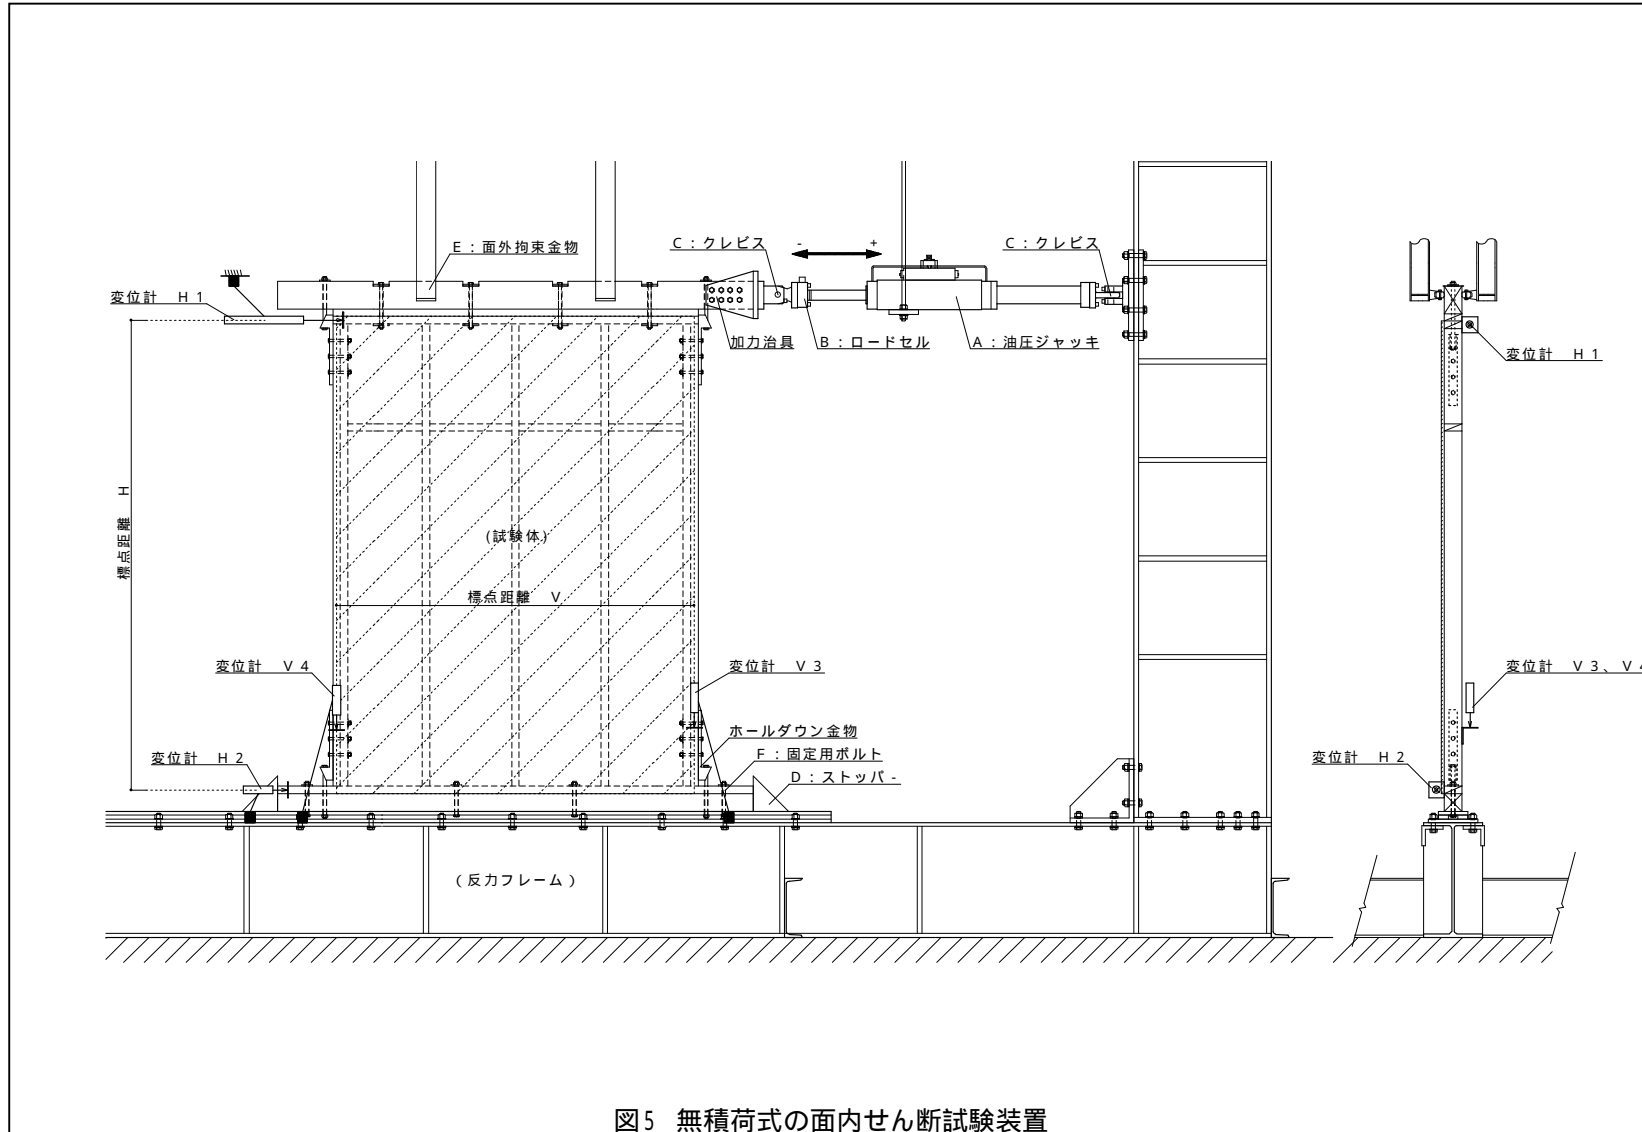 E：面外拘束金物
C：クレビス
-
+
C：クレビス
変位計　H1
加力治具
B：ロードセル
A：油圧ジャッキ
変位計　H1
標点距離　H
(試験体)
標点距離　V
変位計　V4
変位計　V3
変位計　V3、V4
ホールダウン金物
変位計　H2
F：固定用ボルト
変位計　H2
D：ストッパ-
(反力フレーム)
図5　無積荷式の面内せん断試験装置